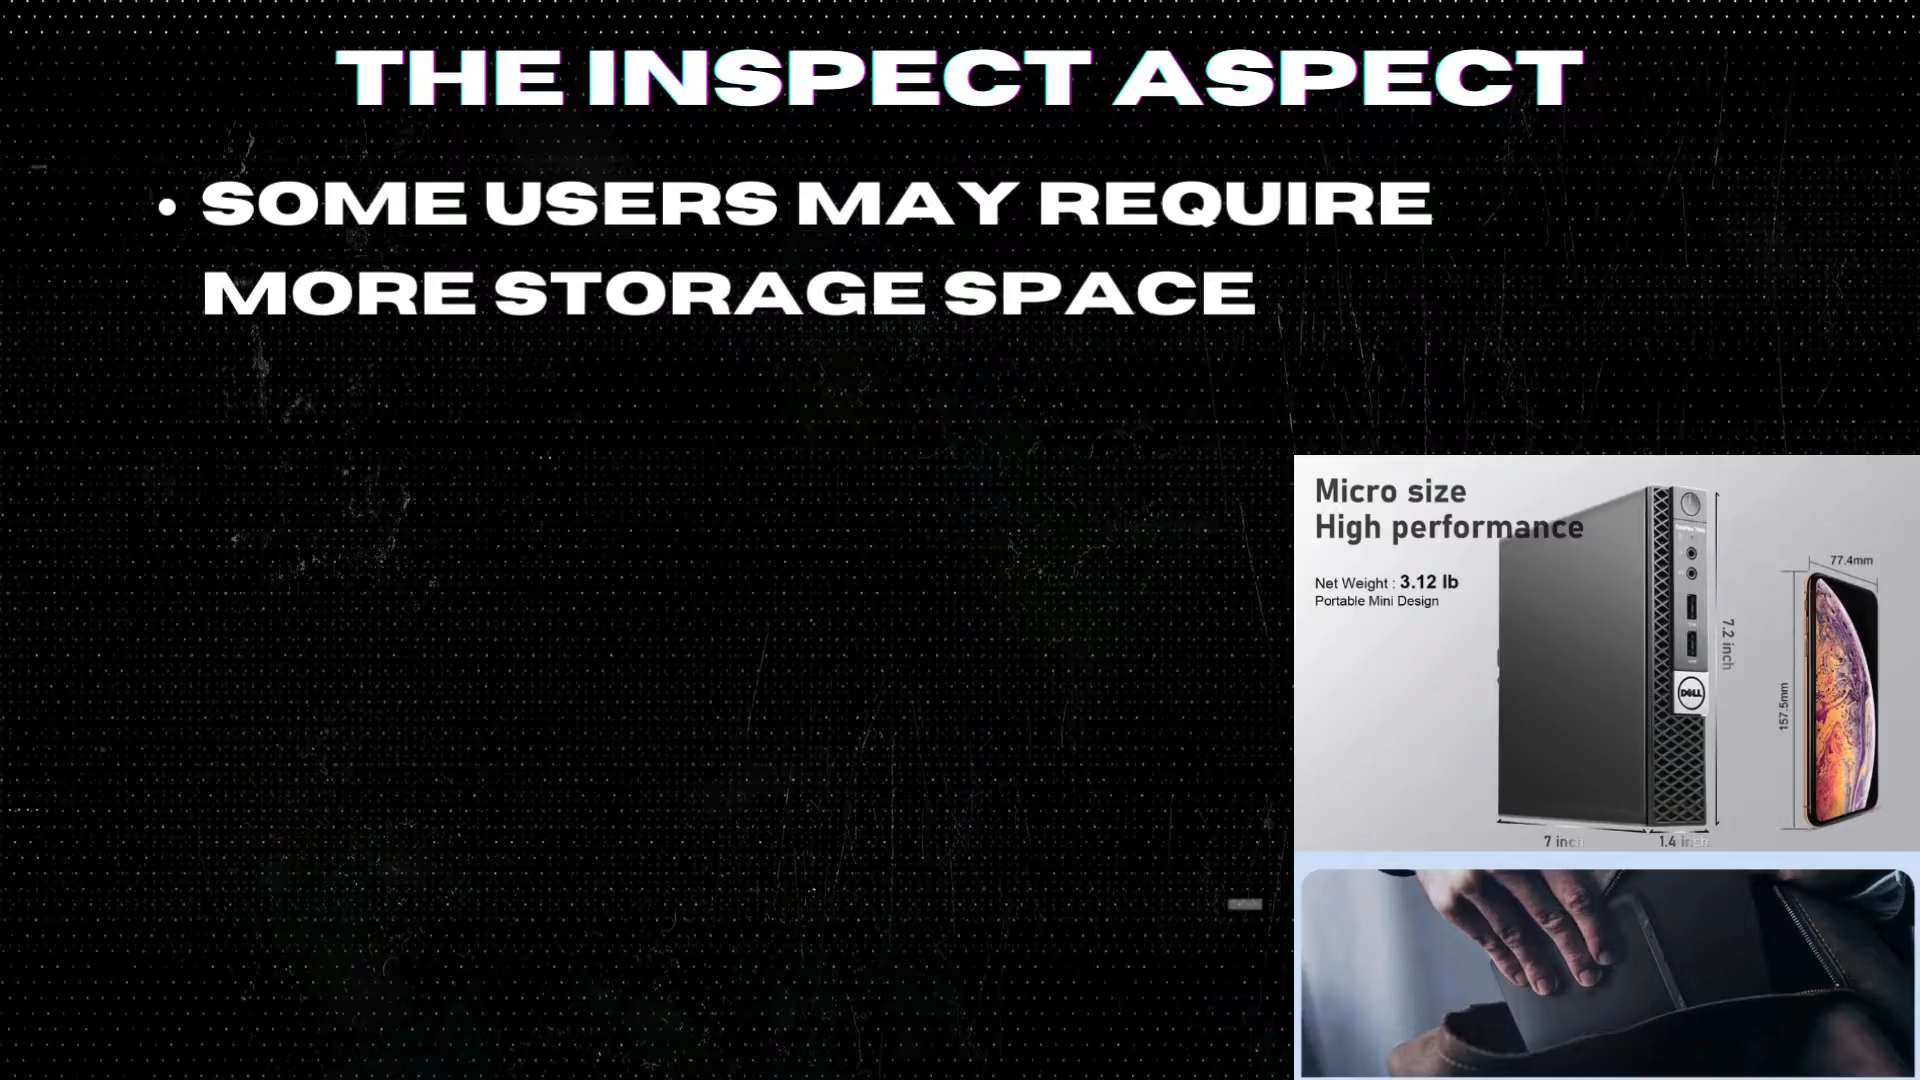 THE INSPECT ASPECT
• SOME USERS MAY REQUIRE
MORE STORAGE SPACE
Micro size
High performance
Net Weight : 3.12 lb
Portable Mini Design
77.4mm
7.2 inch
157.5mm
DELL
7 inch
1.4 inch